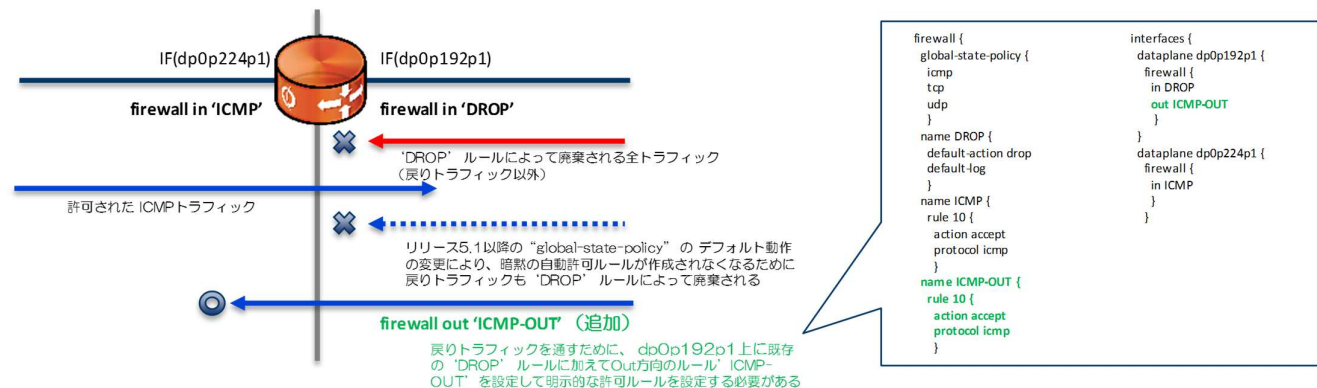 IF(dp0p224p1)
IF(dp0p192p1)
firewall in ‘ICMP’
firewall in ‘DROP’
‘DROP’ ルールによって廃棄される全トラフィック
（戻りトラフィック以外）
許可された ICMPトラフィック
リリース5.1以降の“global-state-policy”の デフォルト動作
の変更により、暗黙の自動許可ルールが作成されなくなるために
戻りトラフィックも‘DROP’ルールによって廃棄される
firewall out ‘ICMP-OUT’ （追加）
戻りトラフィックを通すために、 dp0p192p1上に既存
の‘DROP’ルールに加えてOut方向のルール’ICMP-
OUT’を設定して明示的な許可ルールを設定する必要がある
firewall {
global-state-policy {
icmp
tcp
udp
}
name DROP {
default-action drop
default-log
}
name ICMP {
rule 10 {
action accept
protocol icmp
}
name ICMP-OUT {
rule 10 {
action accept
protocol icmp
}
interfaces {
dataplane dp0p192p1 {
firewall {
in DROP
out ICMP-OUT
}
}
dataplane dp0p224p1 {
firewall {
in ICMP
}
}